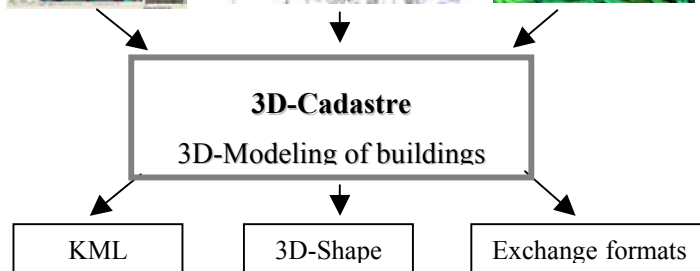 3D-Cadastre
3D-Modeling of buildings
KML
3D-Shape
Exchange formats